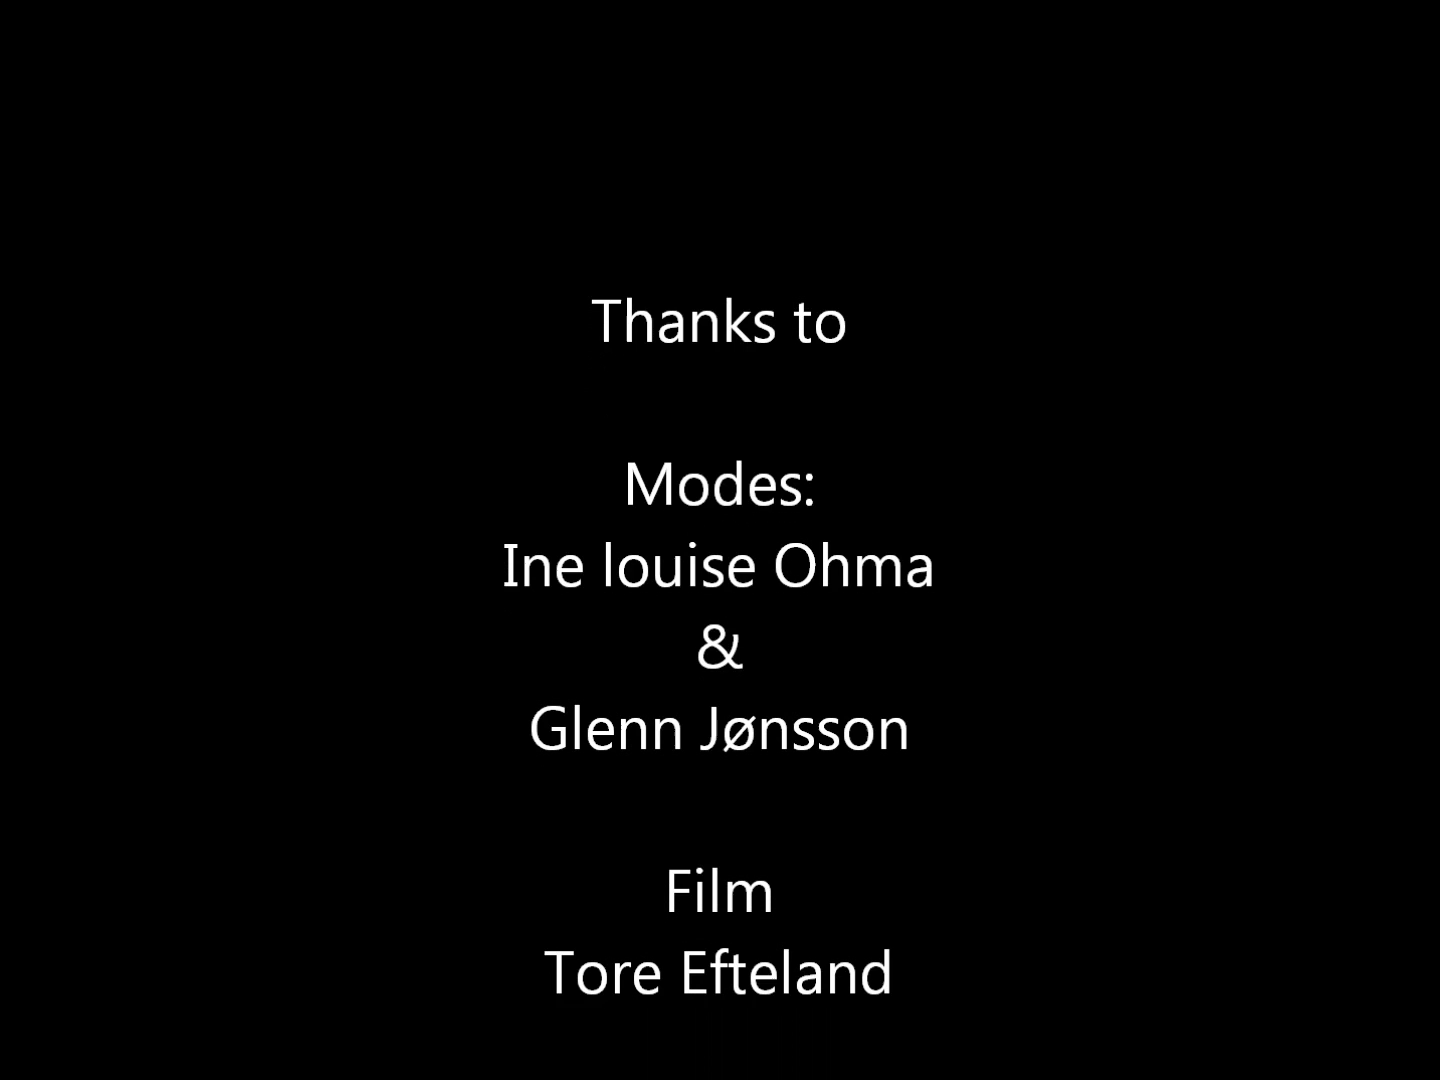 Thanks to
Modes:
Ine louise Ohma
&
Glenn Jønsson
Film
Tore Efteland